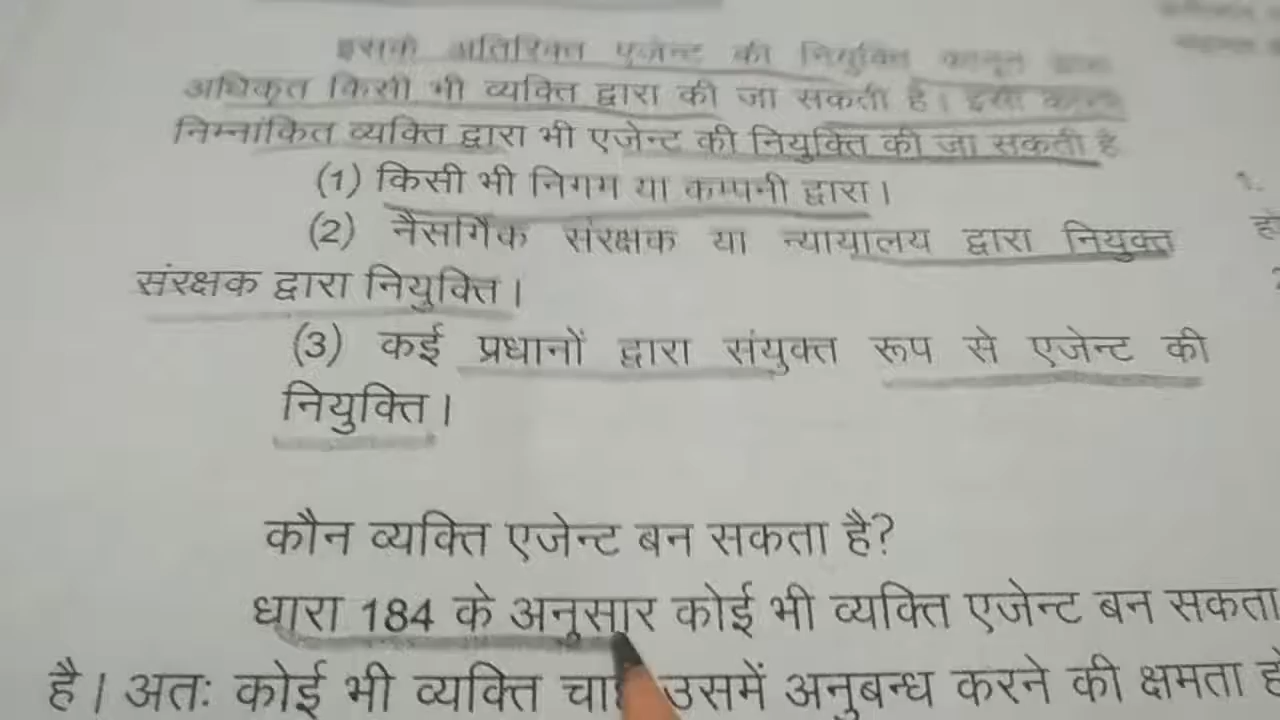 इसके अतिरिक्त एजेन्ट की नियुक्ति कानून द्वारा
अधिकृत किसी भी व्यक्ति द्वारा की जा सकती है।
निम्नांकित व्यक्ति द्वारा भी एजेन्ट की नियुक्ति की जा सकती है
(1) किसी भी निगम या कम्पनी द्वारा।
1.
(2) नैसर्गिक संरक्षक या न्यायालय द्वारा नियुक्त
संरक्षक द्वारा नियुक्ति।
(3) कई प्रधानों द्वारा संयुक्त रूप से एजेन्ट की
नियुक्ति।
कौन व्यक्ति एजेन्ट बन सकता है?
धारा 184 के अनुसार कोई भी व्यक्ति एजेन्ट बन सकता
है। अतः कोई भी व्यक्ति उसमें अनुबन्ध करने की क्षमता